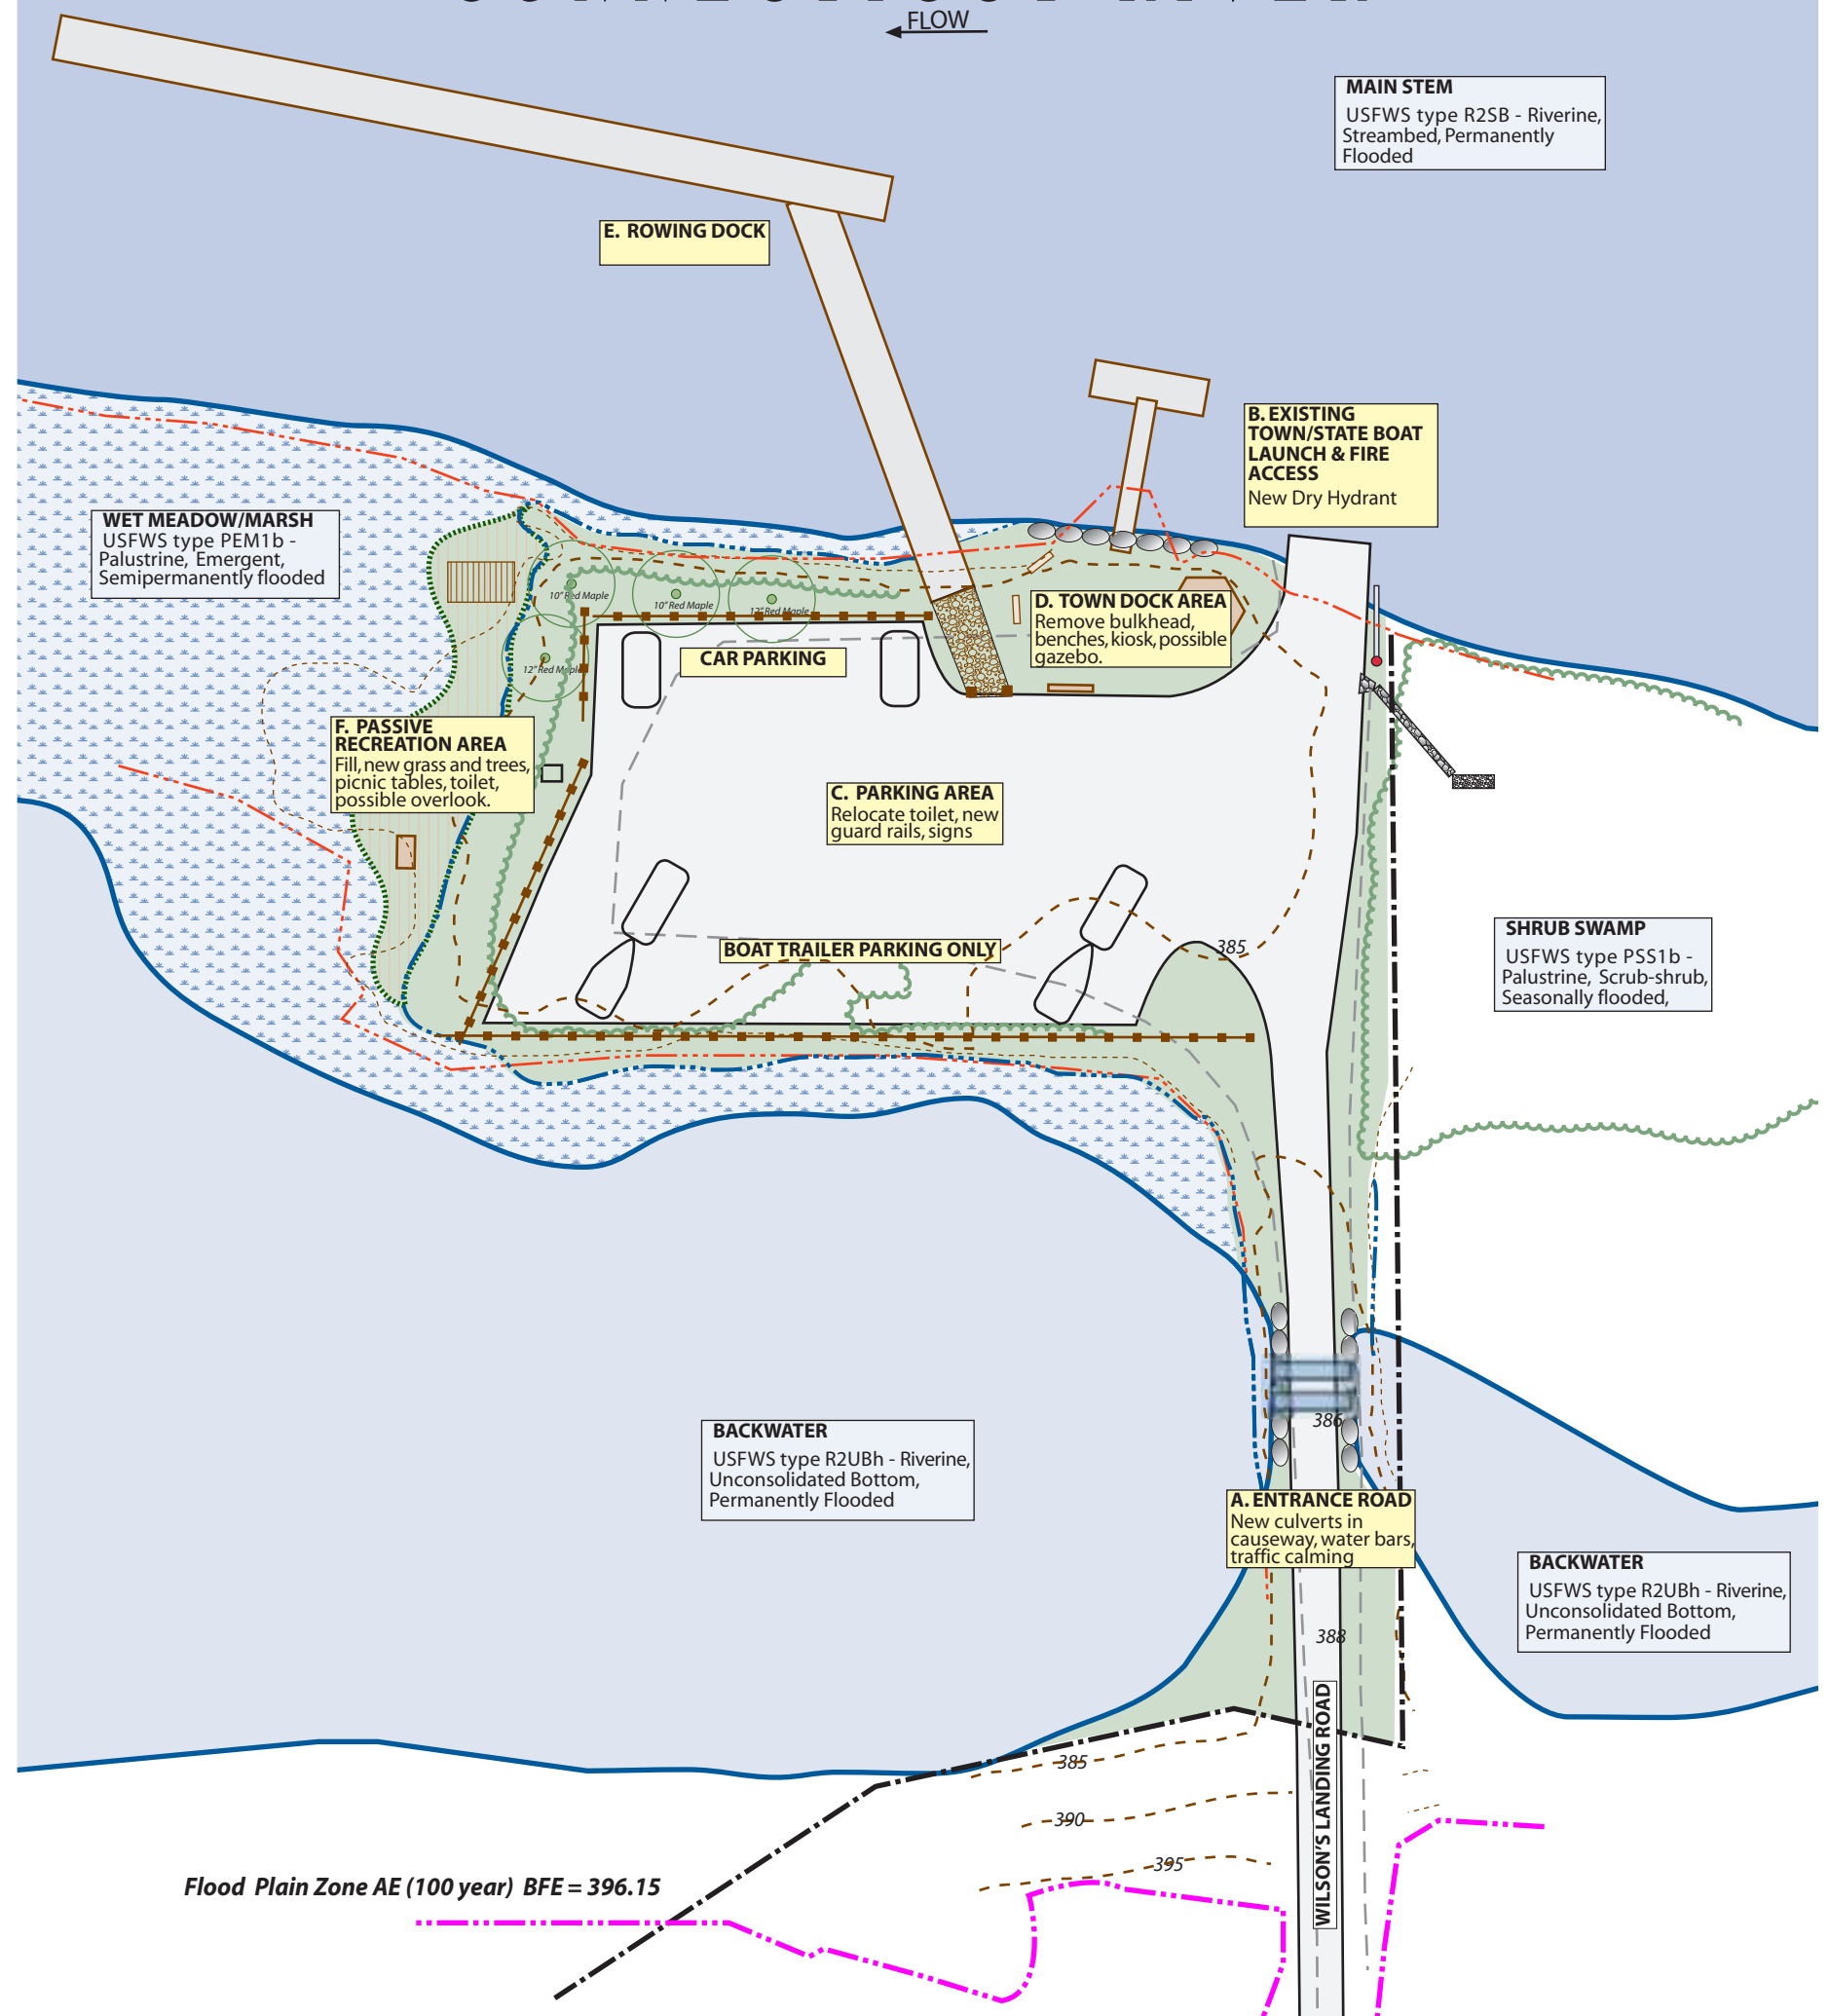 FLOW
MAIN STEM
USFWS type R2SB - Riverine,
Streambed, Permanently
Flooded
E. ROWING DOCK
B. EXISTING
TOWN/STATE BOAT
LAUNCH & FIRE
ACCESS
New Dry Hydrant
WET MEADOW/MARSH
USFWS type PEM1b -
Palustrine, Emergent,
Semipermanently flooded
10" Red Maple
10" Red Maple
12" Red Maple
12" Red Maple
D. TOWN DOCK AREA
Remove bulkhead,
benches, kiosk, possible
gazebo.
CAR PARKING
F. PASSIVE
RECREATION AREA
Fill, new grass and trees,
picnic tables, toilet,
possible overlook.
C. PARKING AREA
Relocate toilet, new
guard rails, signs
BOAT TRAILER PARKING ONLY
385
SHRUB SWAMP
USFWS type PSS1b -
Palustrine, Scrub-shrub,
Seasonally flooded,
BACKWATER
USFWS type R2UBh - Riverine,
Unconsolidated Bottom,
Permanently Flooded
386
A. ENTRANCE ROAD
New culverts in
causeway, water bars,
traffic calming
BACKWATER
USFWS type R2UBh - Riverine,
Unconsolidated Bottom,
Permanently Flooded
388
WILSON'S LANDING ROAD
385
390
395
Flood Plain Zone AE (100 year) BFE = 396.15